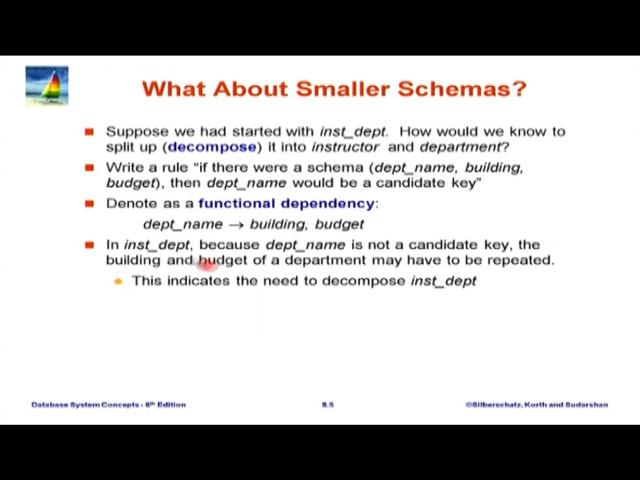 What About Smaller Schemas?
Suppose we had started with inst_dept. How would we know to
split up (decompose) it into instructor and department?
Write a rule “if there were a schema (dept_name, building,
budget), then dept_name would be a candidate key”
Denote as a functional dependency:
dept_name → building, budget
In inst_dept, because dept_name is not a candidate key, the
building and budget of a department may have to be repeated.
This indicates the need to decompose inst_dept
Database System Concepts - 6th Edition
8.5
©Silberschatz, Korth and Sudarshan